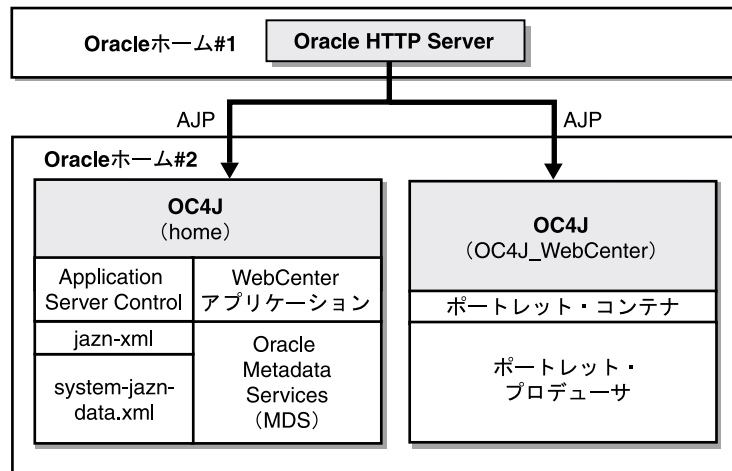 Oracleホーム#1
Oracle HTTP Server
AJP
AJP
Oracleホーム#2
OC4J
(home)
Application
Server Control
WebCenter
アプリケーション
jazn-xml
system-jazn-
data.xml
Oracle
Metadata
Services
(MDS)
OC4J
(OC4J_WebCenter)
ポートレット・コンテナ
ポートレット・
プロデューサ